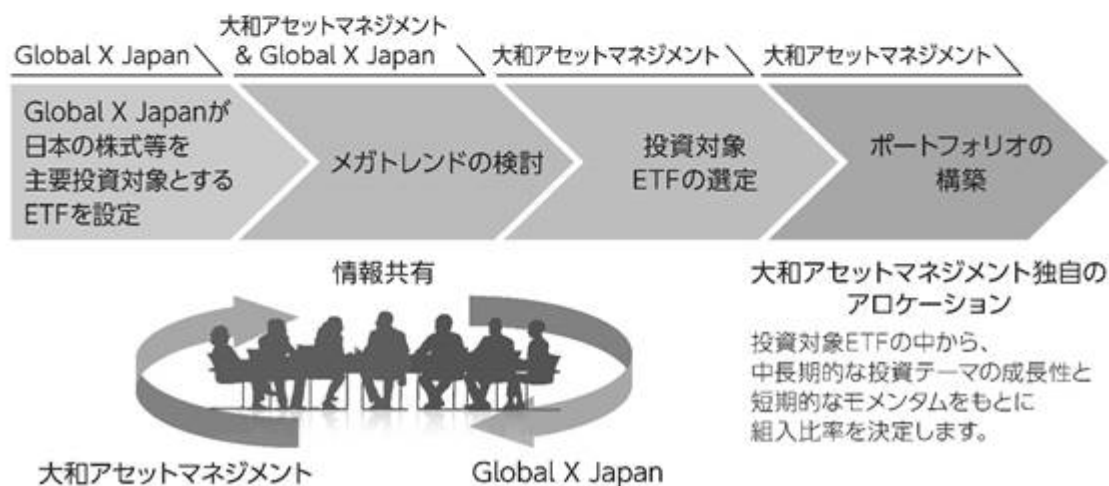 Global X Japan
大和アセットマネジメント
& Global X Japan
大和アセットマネジメント
大和アセットマネジメント
Global X Japanが
日本の株式等を
主要投資対象とする
ETFを設定
メガトレンドの検討
投資対象
ETFの選定
ポートフォリオの
構築
情報共有
大和アセットマネジメント
Global X Japan
大和アセットマネジメント独自の
アロケーション
投資対象ETFの中から、
中長期的な投資テーマの成長性と
短期的なモメンタムをもとに
組入比率を決定します。